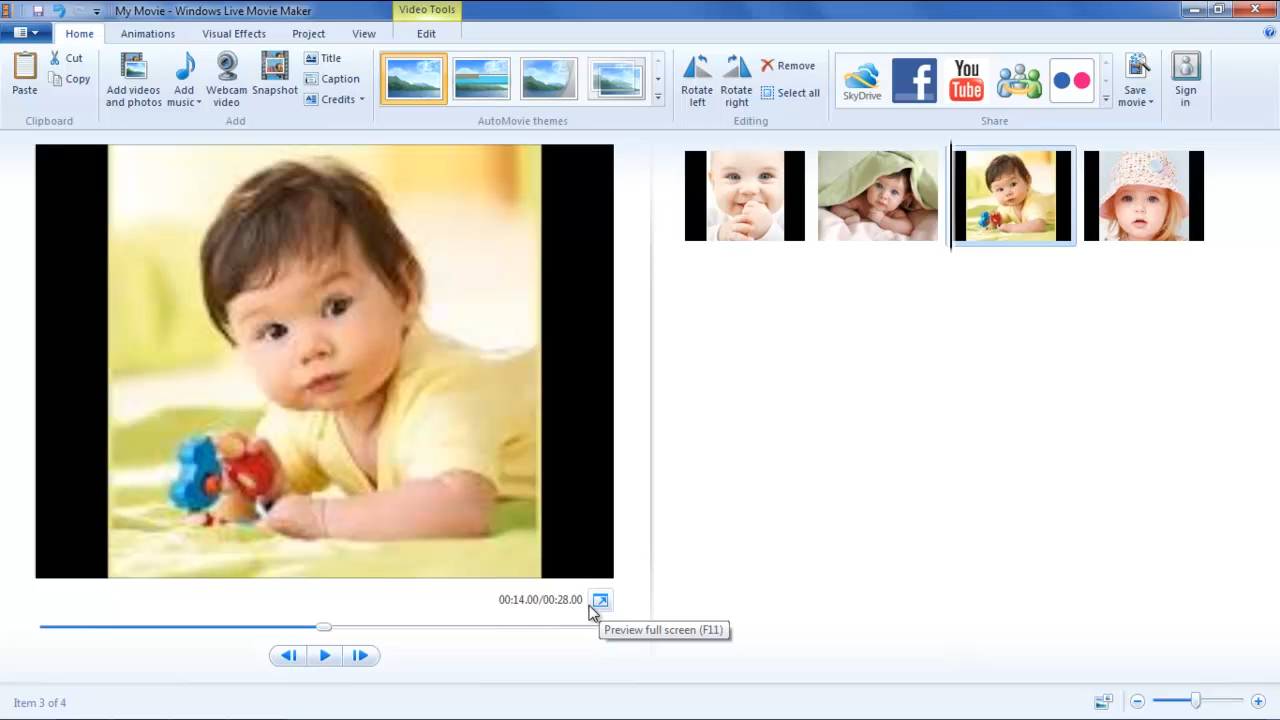 My Movie - Windows Live Movie Maker
Video Tools
Home
Animations
Visual Effects
Project
View
Edit
Paste
Cut
Copy
Clipboard
Add videos and photos
Add music
Webcam video
Snapshot
Title
Caption
Credits
Add
AutoMovie themes
Rotate left
Rotate right
Remove
Select all
Editing
SkyDrive
You Tube
Share
Save movie
Sign in
00:14.00/00:28.00
Preview full screen (F11)
Item 3 of 4